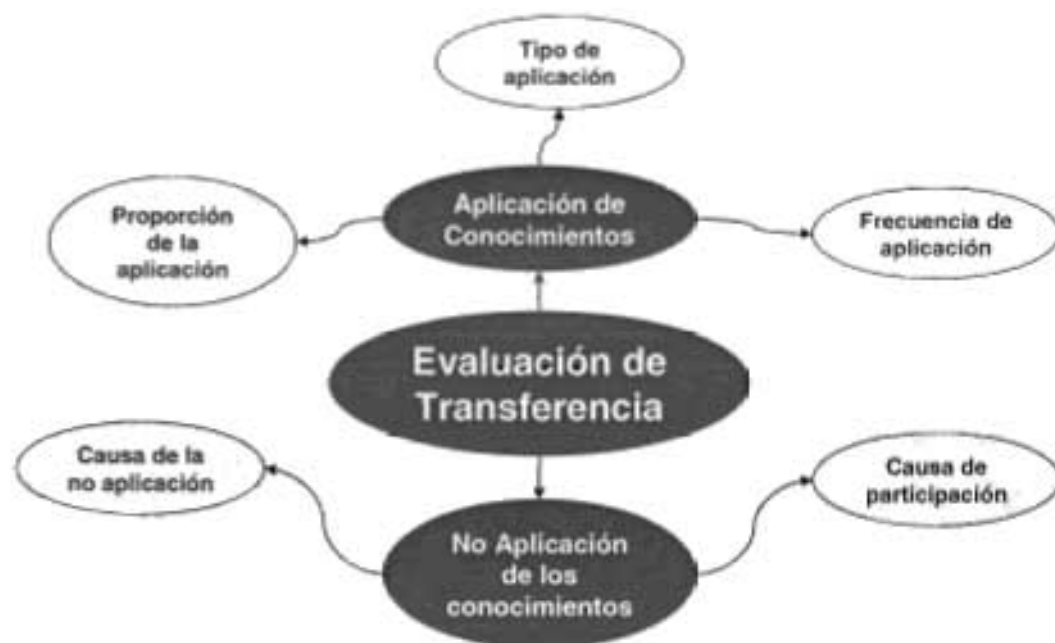 Tipo de
aplicación
Aplicación de
Conocimientos
Proporción
de la
aplicación
Frecuencia de
aplicación
Evaluación de
Transferencia
Causa de la
no aplicación
Causa de
participación
No Aplicación
de los
conocimientos